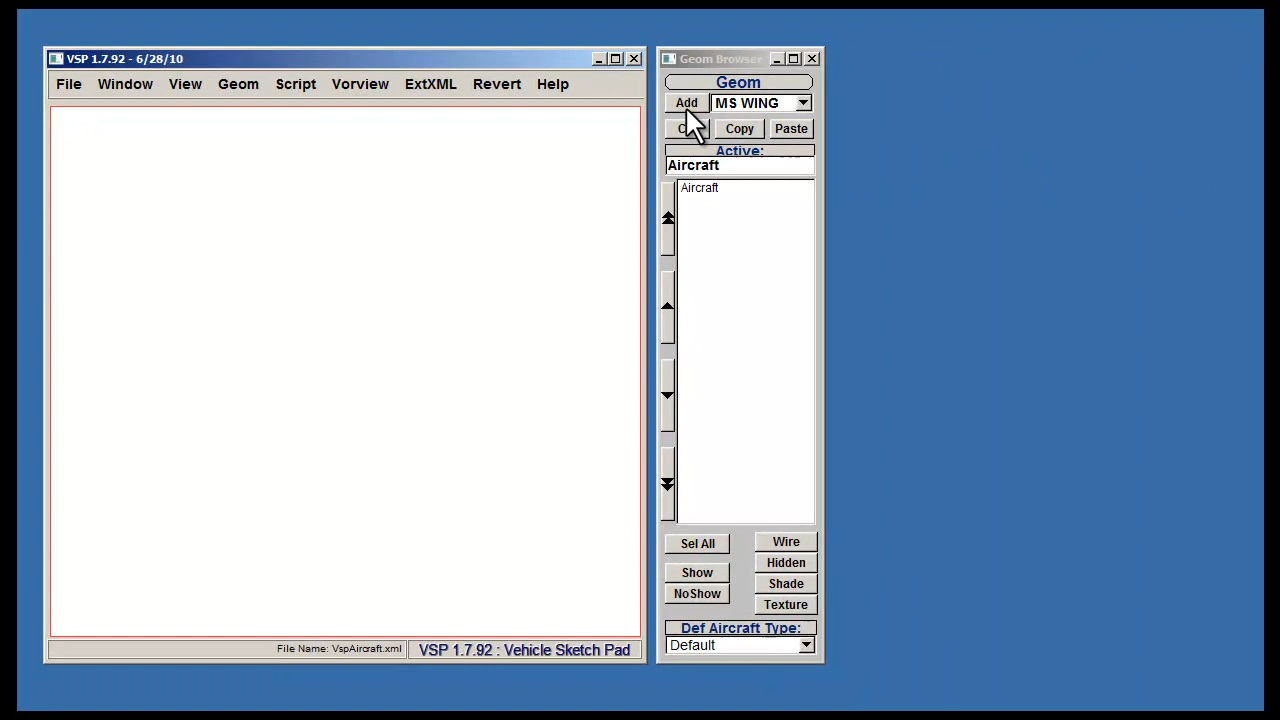 VSP 1.7.92 - 6/28/10
File Window View Geom Script Vorview ExtXML Revert Help
File Name: VspAircraft.xml
VSP 1.7.92 : Vehicle Sketch Pad
Geom Browser
Geom
Add MS WING
Copy Paste
Active:
Aircraft
Aircraft
Sel All
Wire
Hidden
Show
Shade
NoShow
Texture
Def Aircraft Type:
Default